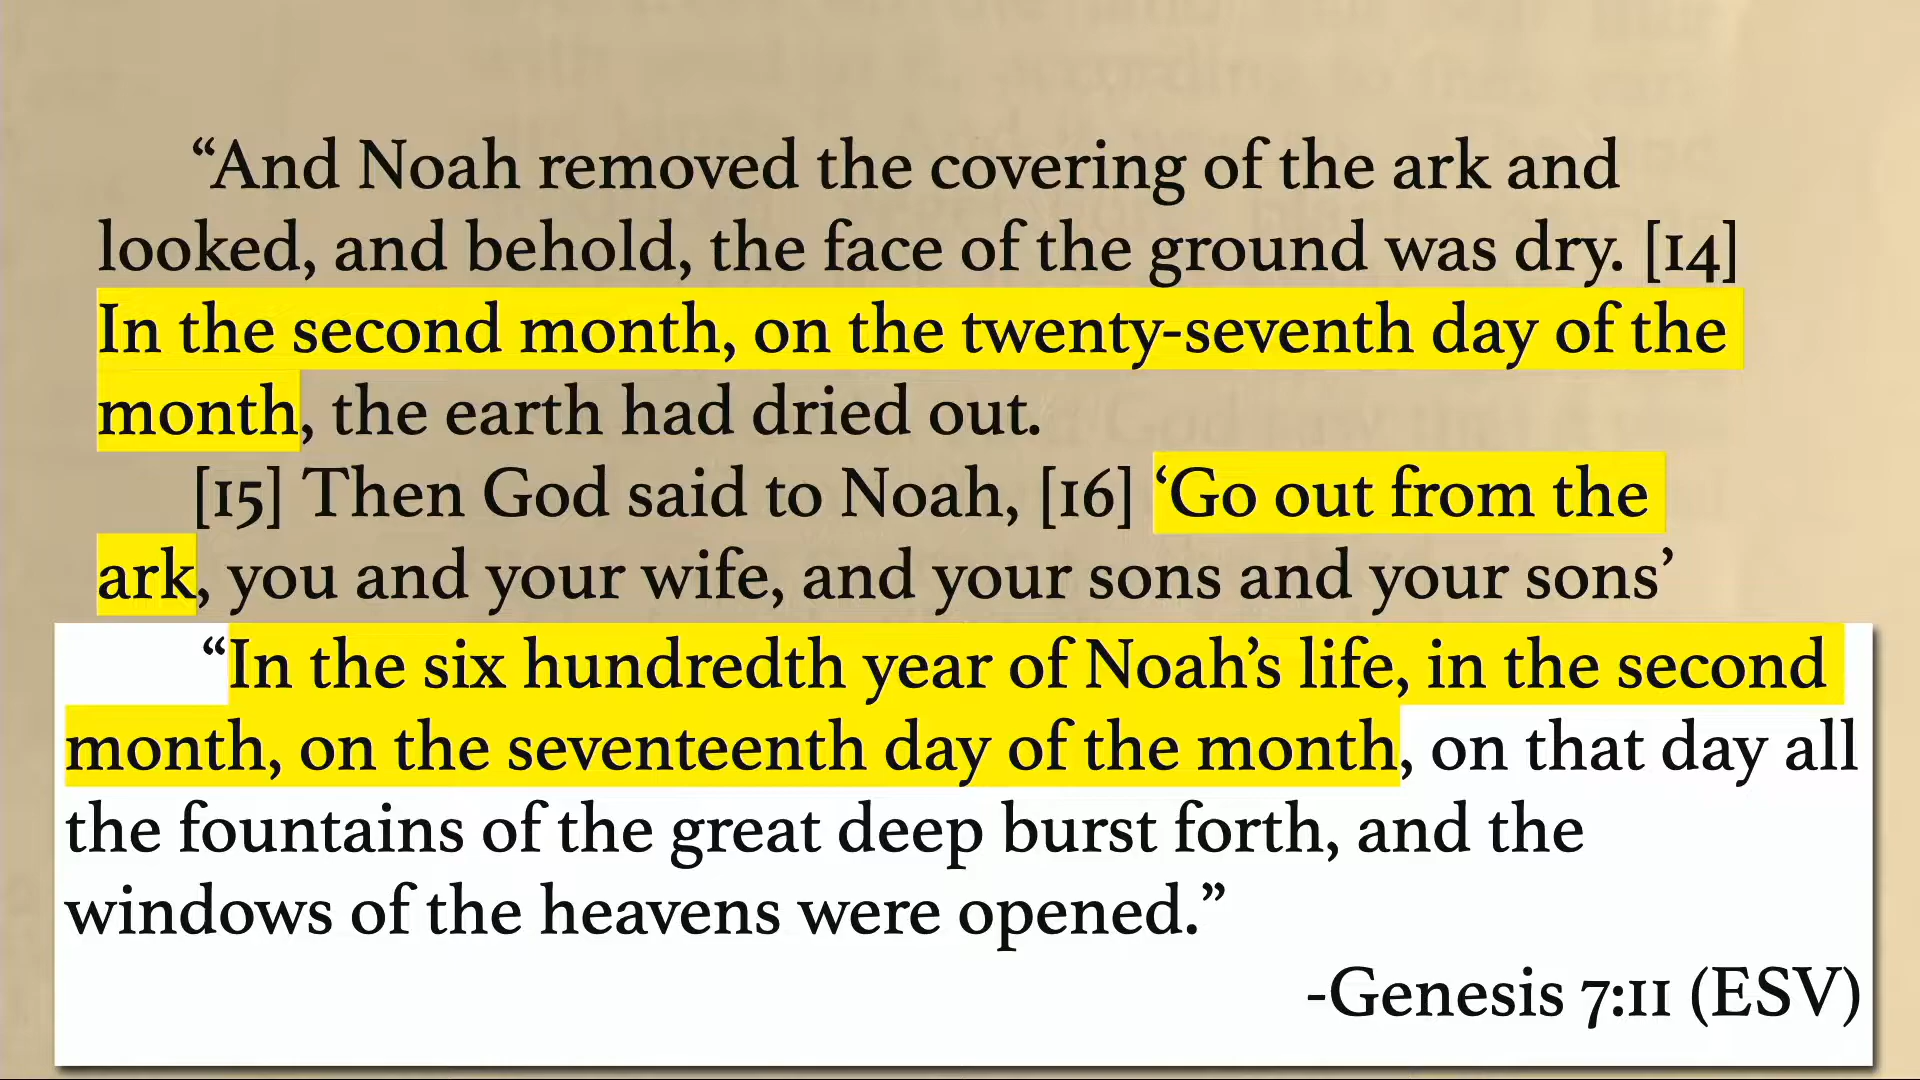 “And Noah removed the covering of the ark and
looked, and behold, the face of the ground was dry. [14]
In the second month, on the twenty-seventh day of the
month, the earth had dried out.
[15] Then God said to Noah, [16] ‘Go out from the
ark, you and your wife, and your sons and your sons’
“In the six hundredth year of Noah’s life, in the second
month, on the seventeenth day of the month, on that day all
the fountains of the great deep burst forth, and the
windows of the heavens were opened.”
-Genesis 7:11 (ESV)